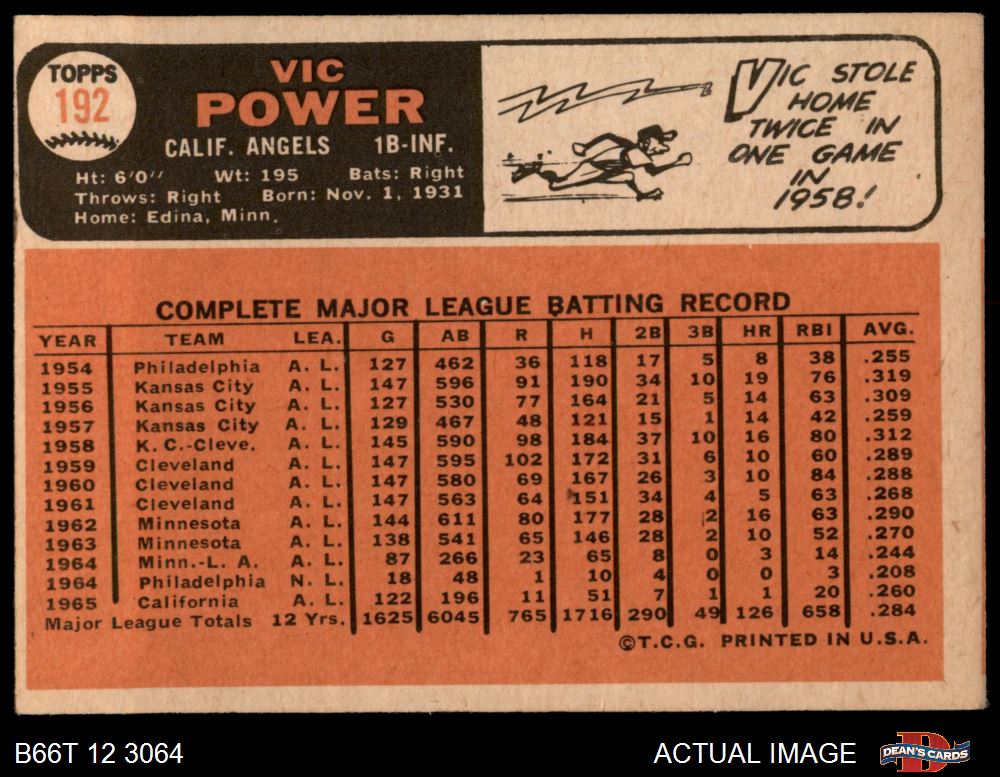 TOPPS
192
VIC
POWER
CALIF. ANGELS 1B-INF.
Ht: 6'0" Wt: 195 Bats: Right
Throws: Right Born: Nov. 1, 1931
Home: Edina, Minn.
VIC STOLE
HOME
TWICE IN
ONE GAME
IN
1958!
COMPLETE MAJOR LEAGUE BATTING RECORD
YEAR TEAM LEA. G AB R H 2B 3B HR RBI AVG.
1954 Philadelphia A. L. 127 462 36 118 17 5 8 38 .255
1955 Kansas City A. L. 147 596 91 190 34 10 19 76 .319
1956 Kansas City A. L. 127 530 77 164 21 5 14 63 .309
1957 Kansas City A. L. 129 467 48 121 15 1 14 42 .259
1958 K. C.-Cleve. A. L. 145 590 98 184 37 10 16 80 .312
1959 Cleveland A. L. 147 595 102 172 31 6 10 60 .289
1960 Cleveland A. L. 147 580 69 167 26 3 10 84 .288
1961 Cleveland A. L. 147 563 64 151 34 4 5 63 .268
1962 Minnesota A. L. 144 611 80 177 28 2 16 63 .290
1963 Minnesota A. L. 138 541 65 146 28 2 10 52 .270
1964 Minn.-L. A. A. L. 87 266 23 65 8 0 3 14 .244
1964 Philadelphia N. L. 18 48 1 10 4 0 0 3 .208
1965 California A. L. 122 196 11 51 7 1 1 20 .260
Major League Totals 12 Yrs. 1625 6045 765 1716 290 49 126 658 .284
©T.C.G. PRINTED IN U.S.A.
B66T 12 3064
ACTUAL IMAGE
D
DEAN'S CARDS